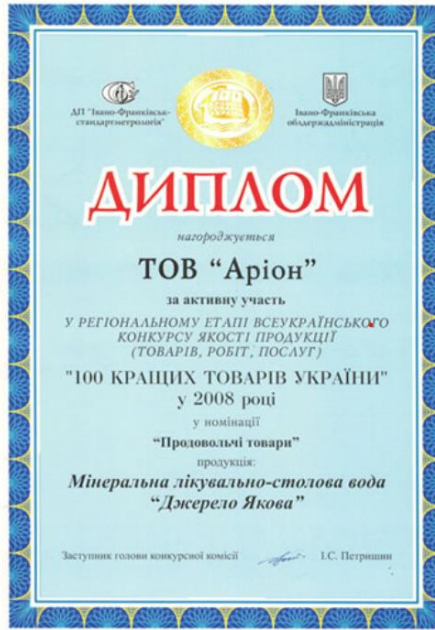 ДП "Івано-Франківськ-
стандартметрологія"
Івано-Франківська
облдержадміністрація
ДИПЛОМ
нагороджується
ТОВ “Аріон”
за активну участь
У РЕГІОНАЛЬНОМУ ЕТАПІ ВСЕУКРАЇНСЬКОГО
КОНКУРСУ ЯКОСТІ ПРОДУКЦІЇ
(ТОВАРІВ, РОБІТ, ПОСЛУГ)
"100 КРАЩИХ ТОВАРІВ УКРАЇНИ"
у 2008 році
у номінації
“Продовольчі товари”
продукція:
Мінеральна лікувально-столова вода
“Джерело Якова”
Заступник голови конкурсної комісії І.С. Петришин